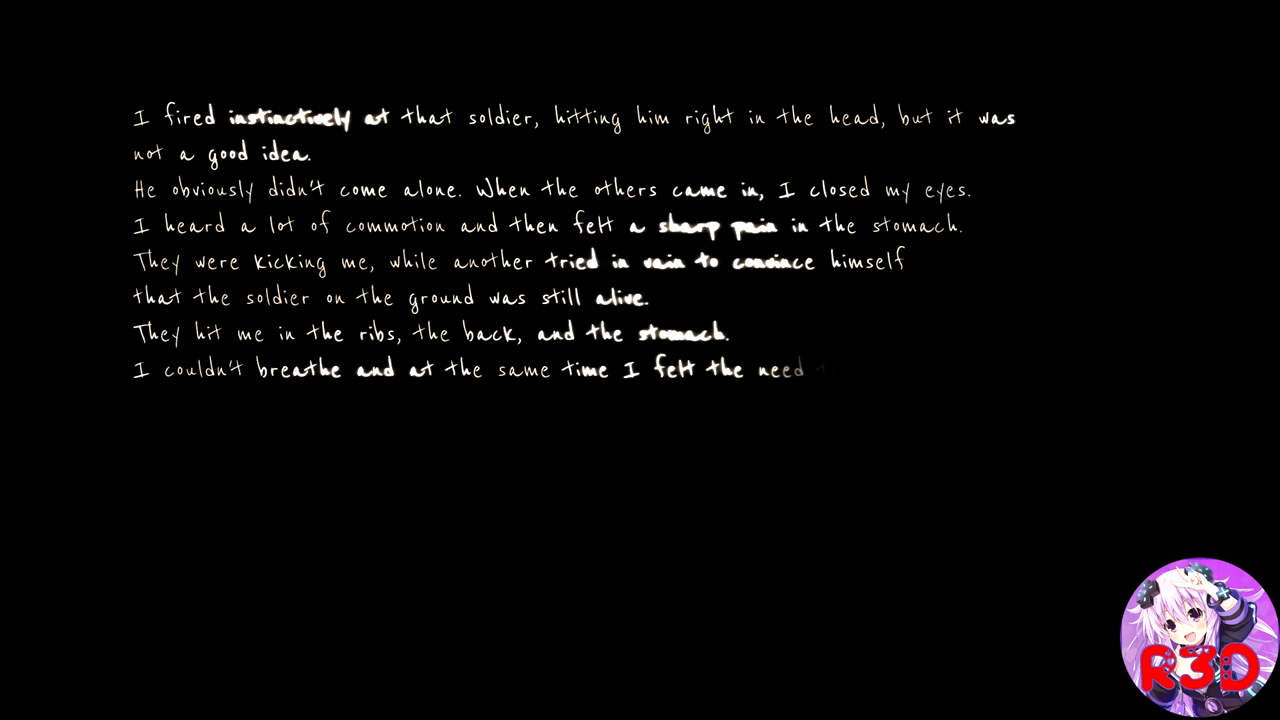 I fired instinctively at that soldier, hitting him right in the head, but it was
not a good idea.
He obviously didn't come alone. When the others came in, I closed my eyes.
I heard a lot of commotion and then felt a sharp pain in the stomach.
They were kicking me, while another tried in vain to convince himself
that the soldier on the ground was still alive.
They hit me in the ribs, the back, and the stomach.
I couldn't breathe and at the same time I felt the need
R3D